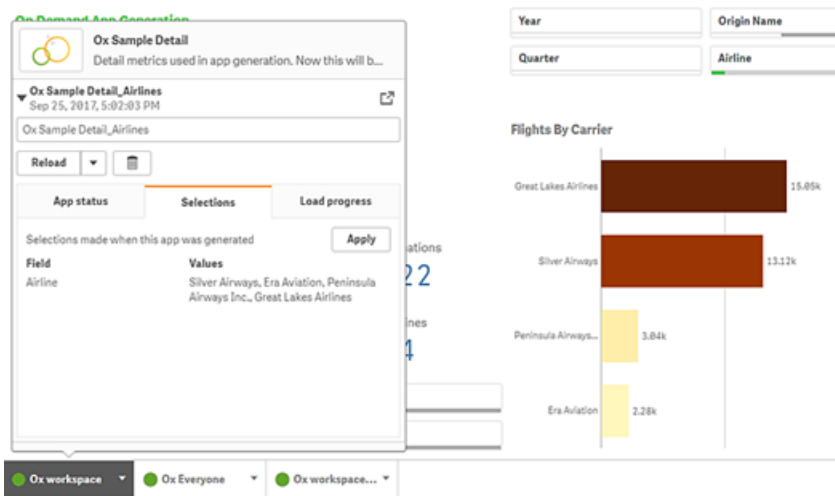 On Demand App Generation
Ox Sample Detail
Detail metrics used in app generation. Now this will b...
Ox Sample Detail_Airlines
Sep 25, 2017, 5:02:03 PM
Ox Sample Detail_Airlines
Reload
App status
Selections
Load progress
Selections made when this app was generated
Apply
Field
Values
Airline
Silver Airways, Era Aviation, Peninsula
Airways Inc., Great Lakes Airlines
ations
22
ines
4
Year
Origin Name
Quarter
Airline
Flights By Carrier
Great Lakes Airlines
15.05k
Silver Airways
13.12k
Peninsula Airways...
3.04k
Era Aviation
2.28k
Ox workspace
Ox Everyone
Ox workspace...